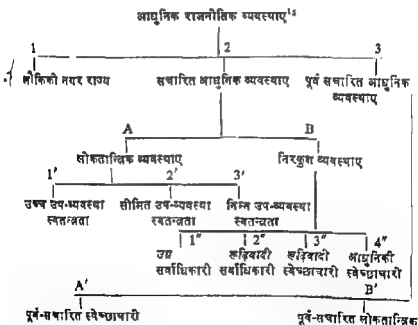 आधुनिक राजनीतिक व्यवस्थाए¹⁵
1 2 3
लौकिकी नगर राज्य सचारित आधुनिक पूर्व सचारित आधुनिक
व्यवस्थाए व्यवस्थाए
A B
लोकतान्त्रिक व्यवस्थाए निरकुश व्यवस्थाए
1' 2' 3'
उच्च उप-व्यवस्था सीमित उप-व्यवस्था निम्न उप-व्यवस्था
स्वतन्त्रता स्वतन्त्रता स्वतन्त्रता
1" 2" 3" 4"
उग्र रूढ़िवादी रूढ़िवादी आधुनिकी
सर्वाधिकारी सर्वाधिकारी स्वेच्छाचारी स्वेच्छाचारी
A' B'
पूर्व-सचारित स्वेच्छाचारी पूर्व-सचारित लोकतान्त्रिक